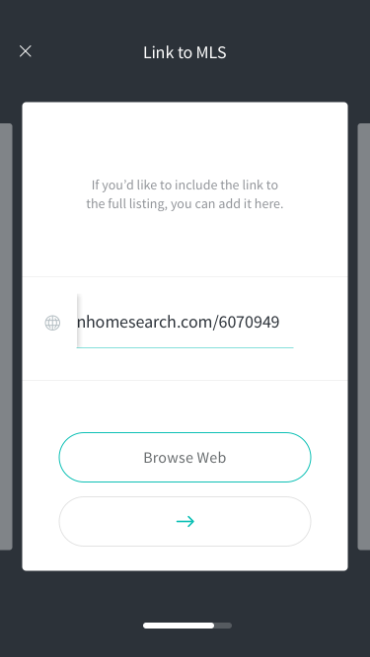 Link to MLS
If you'd like to include the link to
the full listing, you can add it here.
nhomesearch.com/6070949
Browse Web